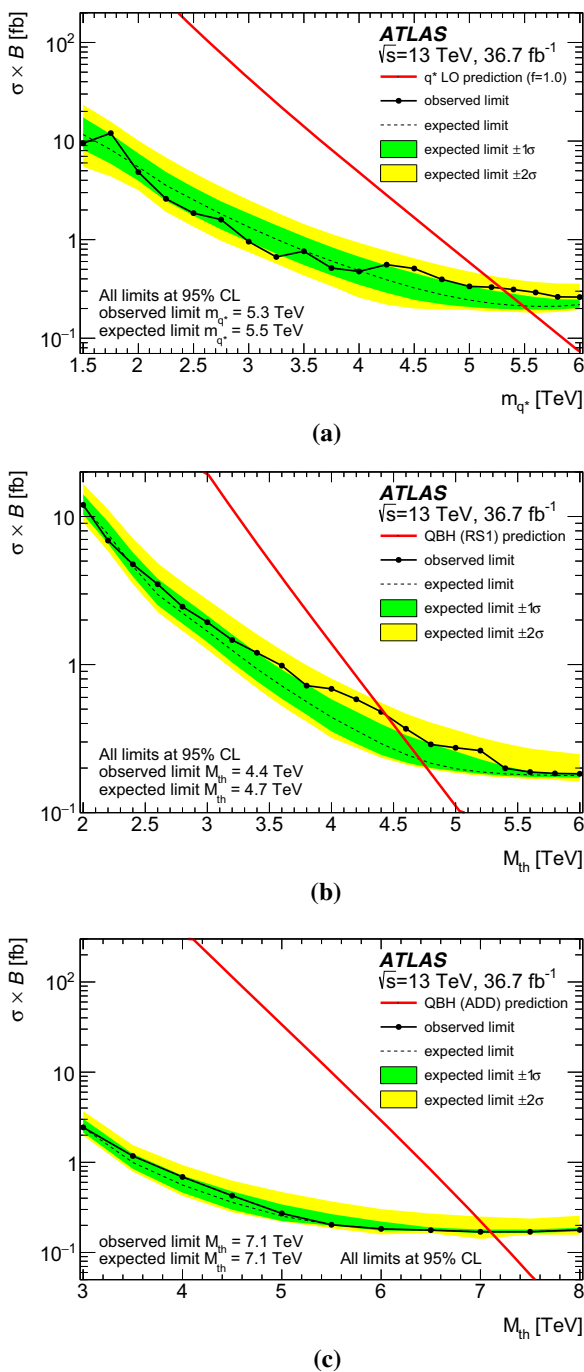 σ × B [fb]
10²
10
1
10⁻¹
ATLAS
√s=13 TeV, 36.7 fb⁻¹
q* LO prediction (f=1.0)
observed limit
expected limit
expected limit ±1σ
expected limit ±2σ
All limits at 95% CL
observed limit m_q* = 5.3 TeV
expected limit m_q* = 5.5 TeV
1.5 2 2.5 3 3.5 4 4.5 5 5.5 6
m_q* [TeV]
(a)
σ × B [fb]
10
1
10⁻¹
ATLAS
√s=13 TeV, 36.7 fb⁻¹
QBH (RS1) prediction
observed limit
expected limit
expected limit ±1σ
expected limit ±2σ
All limits at 95% CL
observed limit M_th = 4.4 TeV
expected limit M_th = 4.7 TeV
2 2.5 3 3.5 4 4.5 5 5.5 6
M_th [TeV]
(b)
σ × B [fb]
10²
10
1
10⁻¹
ATLAS
√s=13 TeV, 36.7 fb⁻¹
QBH (ADD) prediction
observed limit
expected limit
expected limit ±1σ
expected limit ±2σ
observed limit M_th = 7.1 TeV
expected limit M_th = 7.1 TeV All limits at 95% CL
3 4 5 6 7 8
M_th [TeV]
(c)